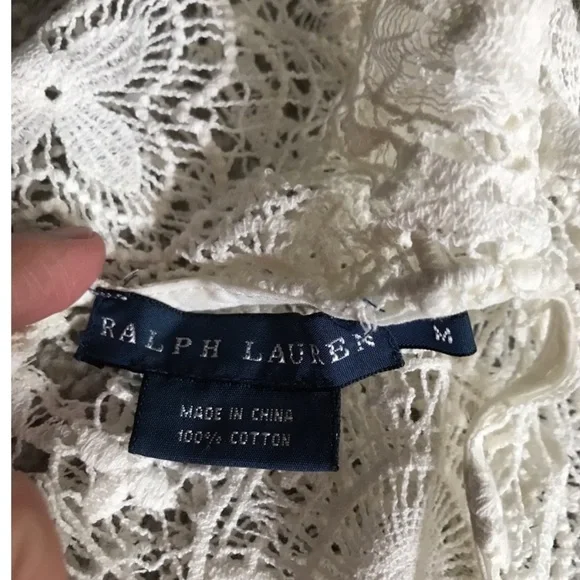 RALPH LAUREN
M
MADE IN CHINA
100% COTTON